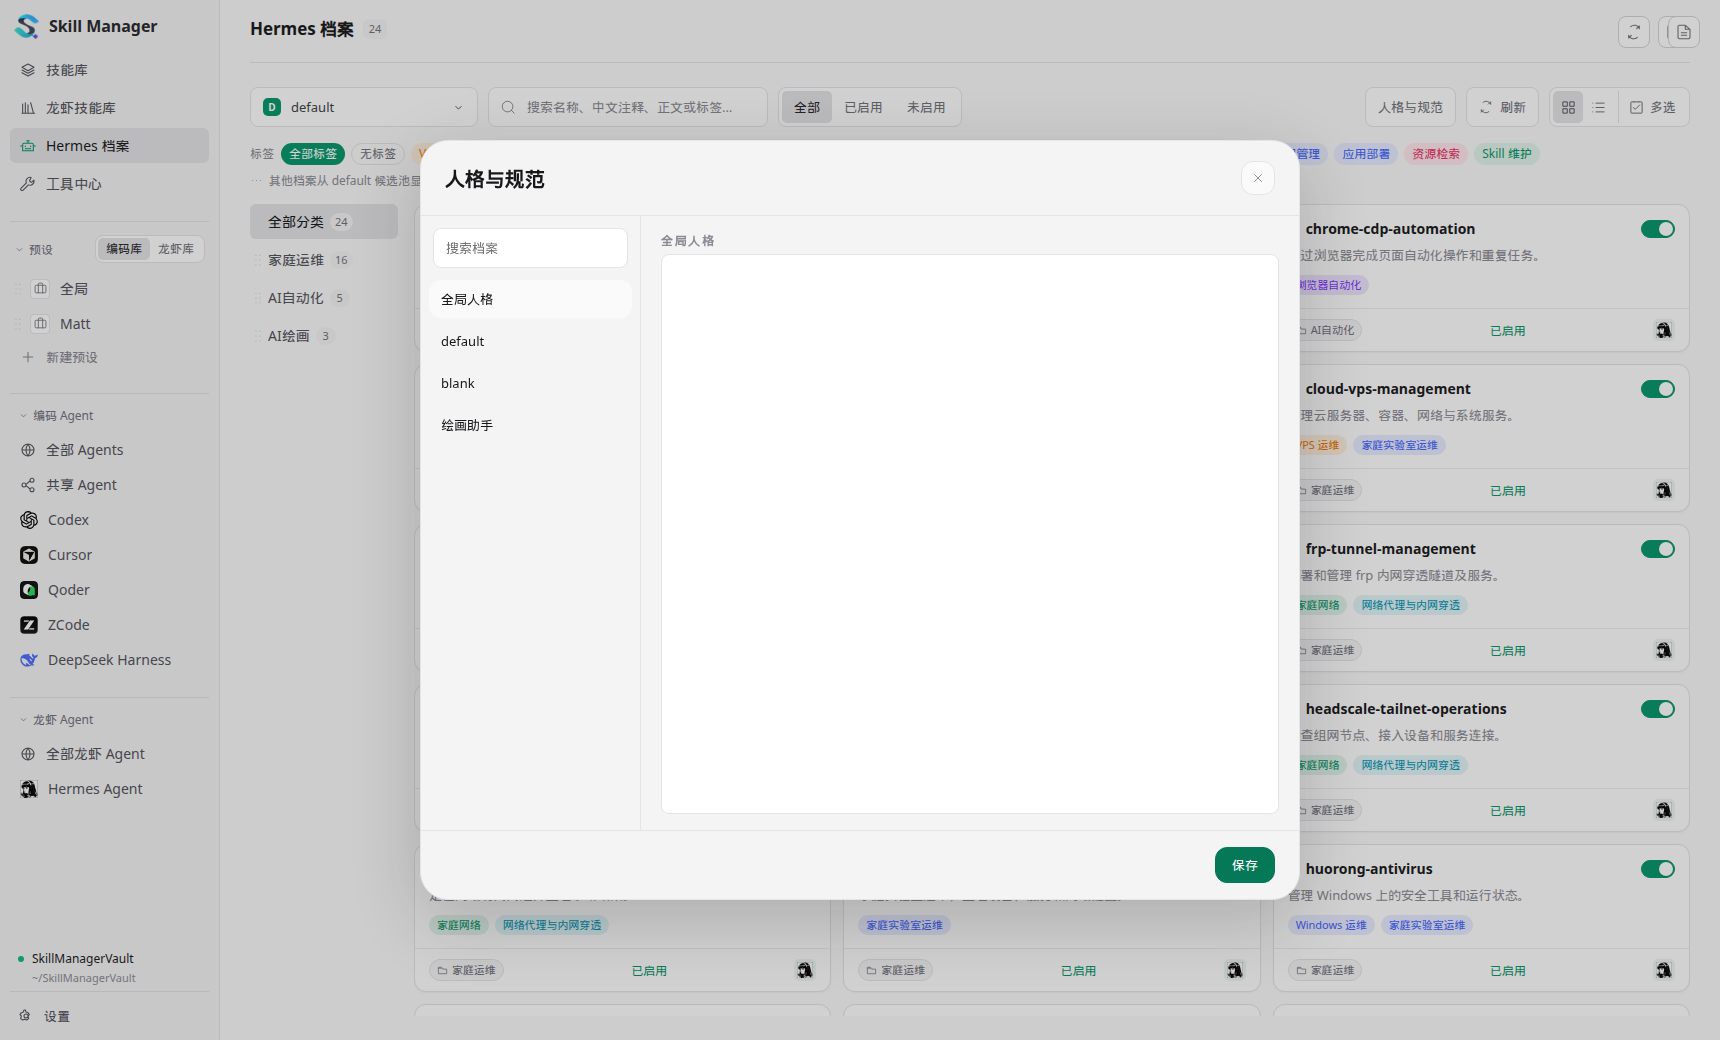 Skill Manager
技能库
龙虾技能库
Hermes 档案
工具中心
预设
编码库
龙虾库
全局
Matt
新建预设
编码 Agent
全部 Agents
共享 Agent
Codex
Cursor
Qoder
ZCode
DeepSeek Harness
龙虾 Agent
全部龙虾 Agent
Hermes Agent
SkillManagerVault
~/SkillManagerVault
设置
Hermes 档案 24
D default
搜索名称、中文注释、正文或标签...
全部 已启用 未启用
人格与规范
刷新
多选
标签 全部标签 无标签
管理 应用部署 资源检索 Skill 维护
其他档案从 default 候选池
全部分类 24
家庭运维 16
AI自动化 5
AI绘画 3
人格与规范
搜索档案
全局人格
default
blank
绘画助手
全局人格
保存
chrome-cdp-automation
过浏览器完成页面自动化操作和重复任务。
浏览器自动化
AI自动化 已启用
cloud-vps-management
理云服务器、容器、网络与系统服务。
VPS 运维 家庭实验室运维
家庭运维 已启用
frp-tunnel-management
署和管理 frp 内网穿透隧道及服务。
家庭网络 网络代理与内网穿透
家庭运维 已启用
headscale-tailnet-operations
查组网节点、接入设备和服务连接。
家庭网络 网络代理与内网穿透
家庭运维 已启用
huorong-antivirus
管理 Windows 上的安全工具和运行状态。
家庭网络 网络代理与内网穿透
家庭实验室运维
Windows 运维 家庭实验室运维
家庭运维 已启用
家庭运维 已启用
家庭运维 已启用